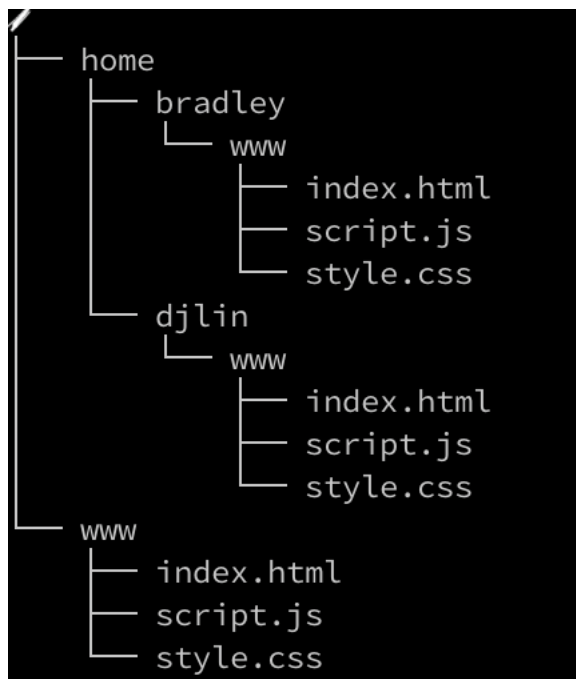 /
home
bradley
www
index.html
script.js
style.css
djlin
www
index.html
script.js
style.css
www
index.html
script.js
style.css